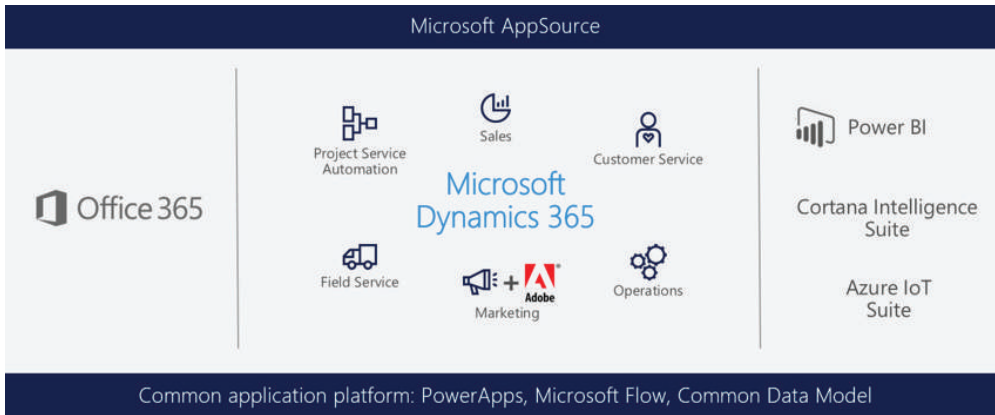 Microsoft AppSource
Office 365
Project Service
Automation
Sales
Customer Service
Microsoft
Dynamics 365
Field Service
+
Adobe
Marketing
Operations
Power BI
Cortana Intelligence
Suite
Azure IoT
Suite
Common application platform: PowerApps, Microsoft Flow, Common Data Model